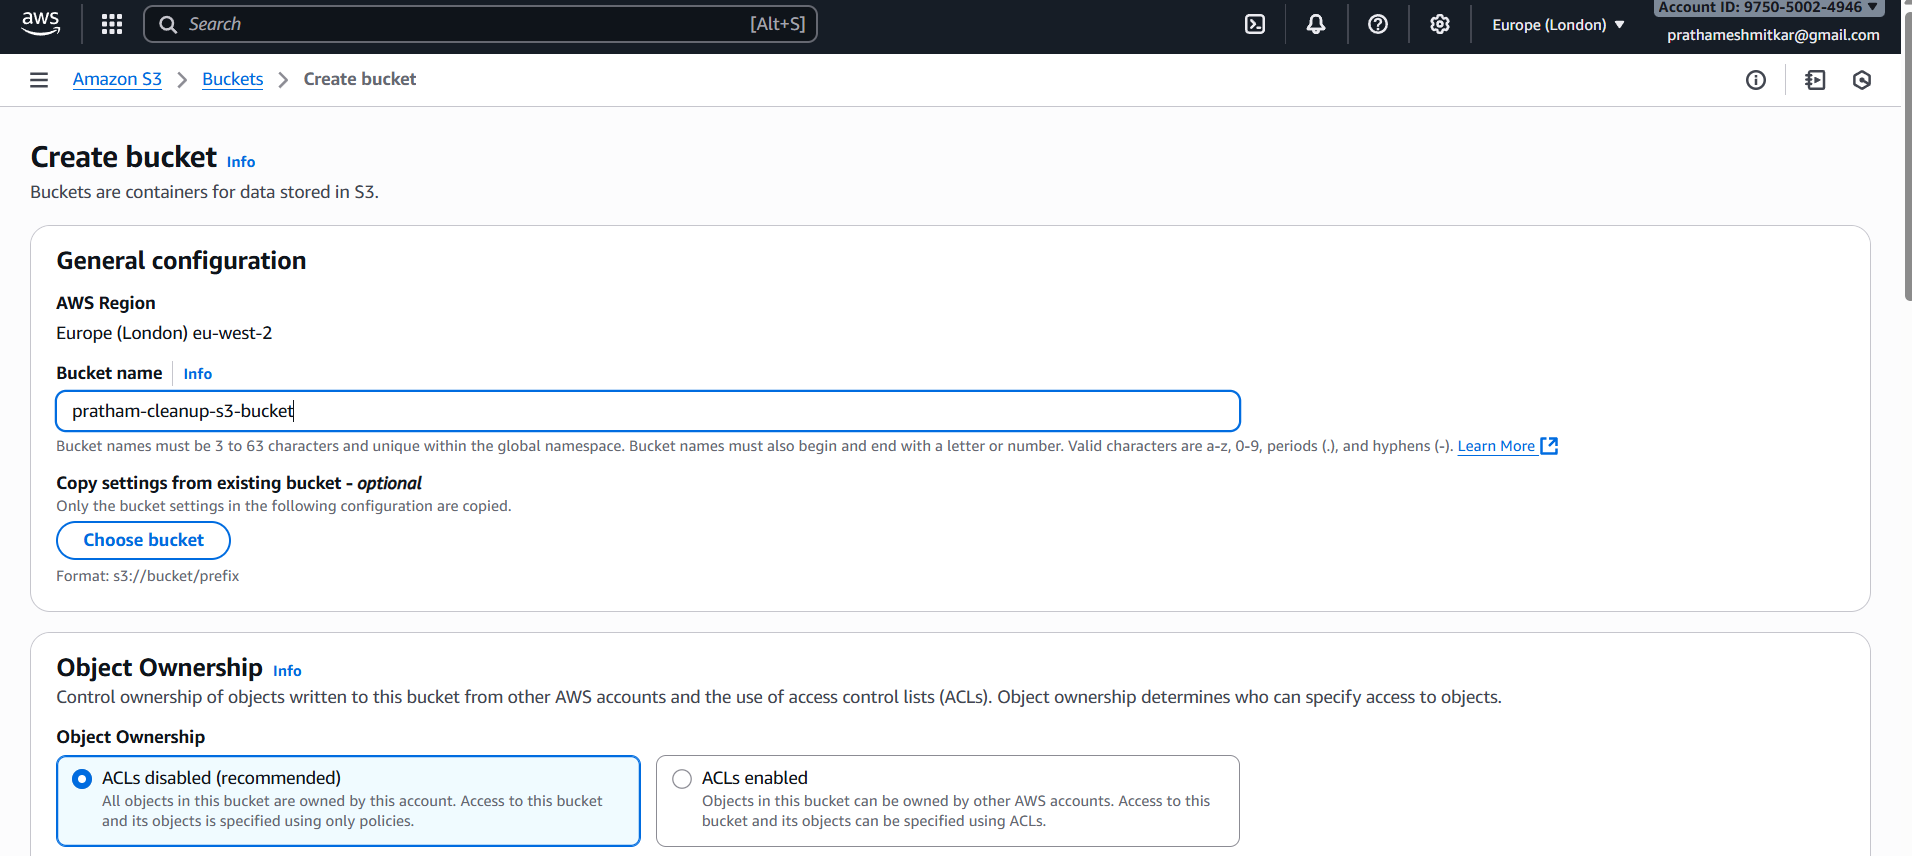 aws
Search [Alt+S]
Europe (London)
Account ID: 9750-5002-4946
prathameshmitkar@gmail.com
Amazon S3 > Buckets > Create bucket
Create bucket Info
Buckets are containers for data stored in S3.
General configuration
AWS Region
Europe (London) eu-west-2
Bucket name Info
pratham-cleanup-s3-bucket
Bucket names must be 3 to 63 characters and unique within the global namespace. Bucket names must also begin and end with a letter or number. Valid characters are a-z, 0-9, periods (.), and hyphens (-). Learn More
Copy settings from existing bucket - optional
Only the bucket settings in the following configuration are copied.
Choose bucket
Format: s3://bucket/prefix
Object Ownership Info
Control ownership of objects written to this bucket from other AWS accounts and the use of access control lists (ACLs). Object ownership determines who can specify access to objects.
Object Ownership
ACLs disabled (recommended)
All objects in this bucket are owned by this account. Access to this bucket
and its objects is specified using only policies.
ACLs enabled
Objects in this bucket can be owned by other AWS accounts. Access to this
bucket and its objects can be specified using ACLs.